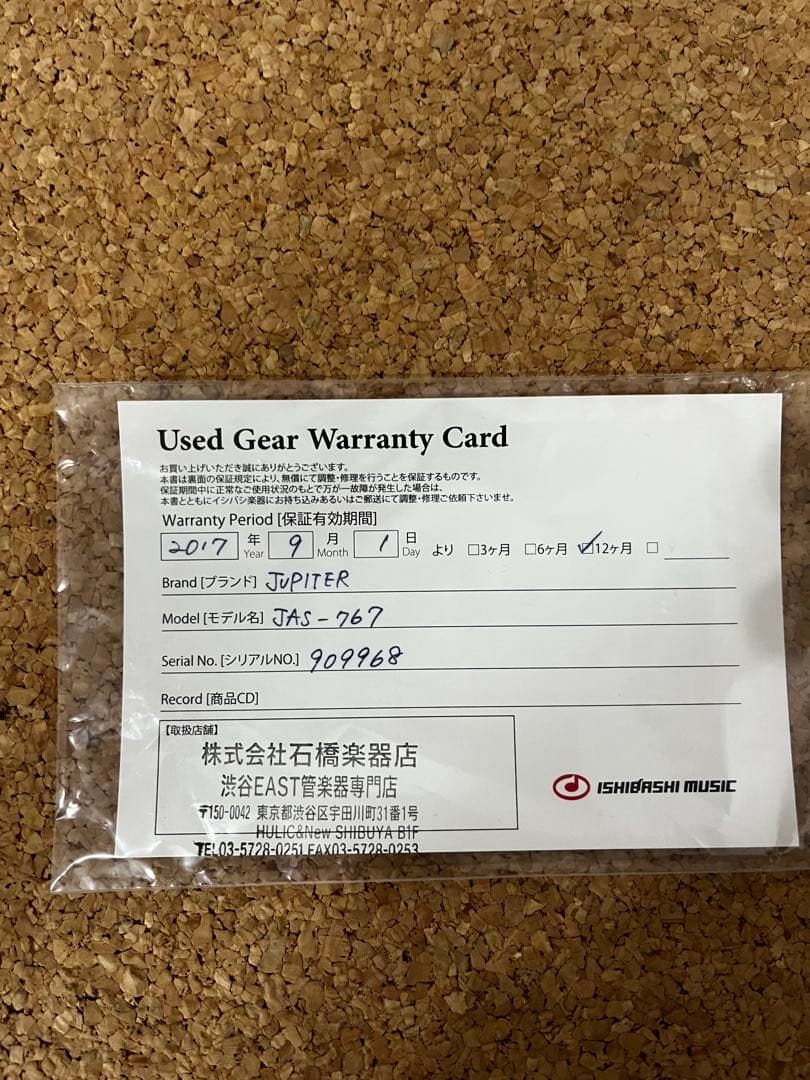 Used Gear Warranty Card
お買い上げいただき誠にありがとうございます。
本書は裏面の保証規定により、無償にて調整・修理を行うことを保証するものです。
保証期間中に正常なご使用状況のもとで万が一故障が発生した場合は、
本書とともにイシバシ楽器にお持ち込みあるいはご郵送にて調整・修理ご依頼下さいませ。
Warranty Period [保証有効期間]
2017 年 Year 9 月 Month 1 日 Day より □3ヶ月 □6ヶ月 ☑12ヶ月 □
Brand [ブランド] JUPITER
Model [モデル名] JAS-767
Serial No. [シリアルNO.] 909968
Record [商品CD]
【取扱店舗】
株式会社石橋楽器店
渋谷EAST管楽器専門店
〒150-0042 東京都渋谷区宇田川町31番1号
HULIC&New SHIBUYA B1F
TEL03-5728-0251 FAX03-5728-0253
ISHIBASHI MUSIC